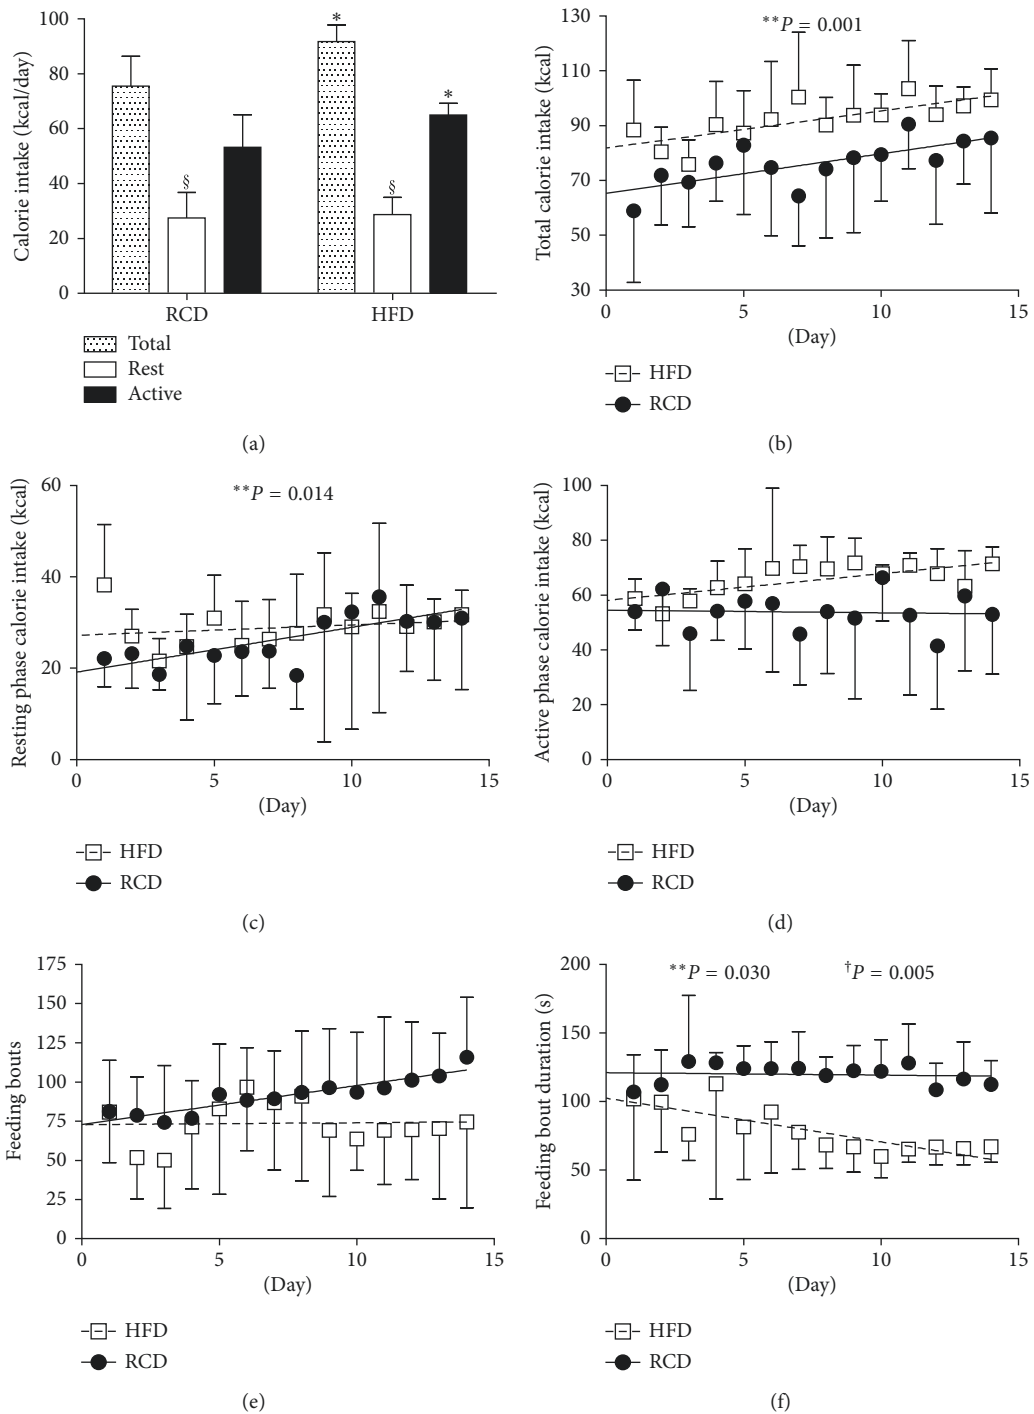 Calorie intake (kcal/day)
100
80
60
40
20
0
*
§
§
*
RCD
HFD
Total
Rest
Active
(a)
Total calorie intake (kcal)
130
110
90
70
50
30
**P = 0.001
5
10
15
(Day)
HFD
RCD
(b)
Resting phase calorie intake (kcal)
60
40
20
0
**P = 0.014
0
5
10
15
(Day)
HFD
RCD
(c)
Active phase calorie intake (kcal)
100
80
60
40
20
0
0
5
10
15
(Day)
HFD
RCD
(d)
Feeding bouts
175
150
125
100
75
50
25
0
0
5
10
15
(Day)
HFD
RCD
(e)
Feeding bout duration (s)
200
150
100
50
0
**P = 0.030
†P = 0.005
0
5
10
15
(Day)
HFD
RCD
(f)